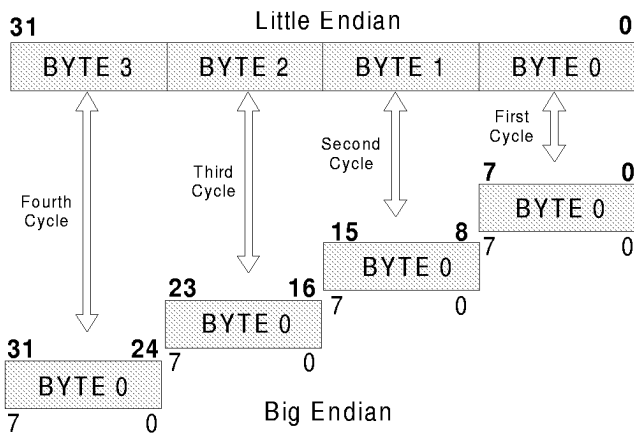 Little Endian
31 0
BYTE 3 BYTE 2 BYTE 1 BYTE 0
First
Cycle
Second
Cycle
Third
Cycle
Fourth
Cycle
7 0
BYTE 0
7 0
15 8
BYTE 0
7 0
23 16
BYTE 0
7 0
31 24
BYTE 0
7 0
Big Endian